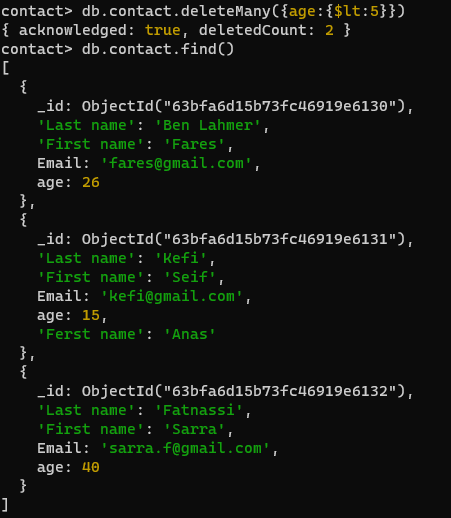 contact> db.contact.deleteMany({age:{$lt:5}})
{ acknowledged: true, deletedCount: 2 }
contact> db.contact.find()
[
  {
    _id: ObjectId("63bfa6d15b73fc46919e6130"),
    'Last name': 'Ben Lahmer',
    'First name': 'Fares',
    Email: 'fares@gmail.com',
    age: 26
  },
  {
    _id: ObjectId("63bfa6d15b73fc46919e6131"),
    'Last name': 'Kefi',
    'First name': 'Seif',
    Email: 'kefi@gmail.com',
    age: 15,
    'Ferst name': 'Anas'
  },
  {
    _id: ObjectId("63bfa6d15b73fc46919e6132"),
    'Last name': 'Fatnassi',
    'First name': 'Sarra',
    Email: 'sarra.f@gmail.com',
    age: 40
  }
]